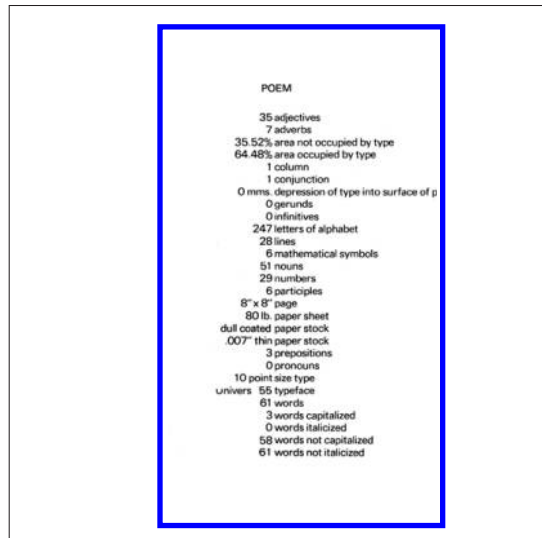 POEM
35 adjectives
7 adverbs
35.52% area not occupied by type
64.48% area occupied by type
1 column
1 conjunction
0 mms. depression of type into surface of p
0 gerunds
0 infinitives
247 letters of alphabet
28 lines
6 mathematical symbols
51 nouns
29 numbers
6 participles
8" x 8" page
80 lb. paper sheet
dull coated paper stock
.007" thin paper stock
3 prepositions
0 pronouns
10 point size type
univers 55 typeface
61 words
3 words capitalized
0 words italicized
58 words not capitalized
61 words not italicized